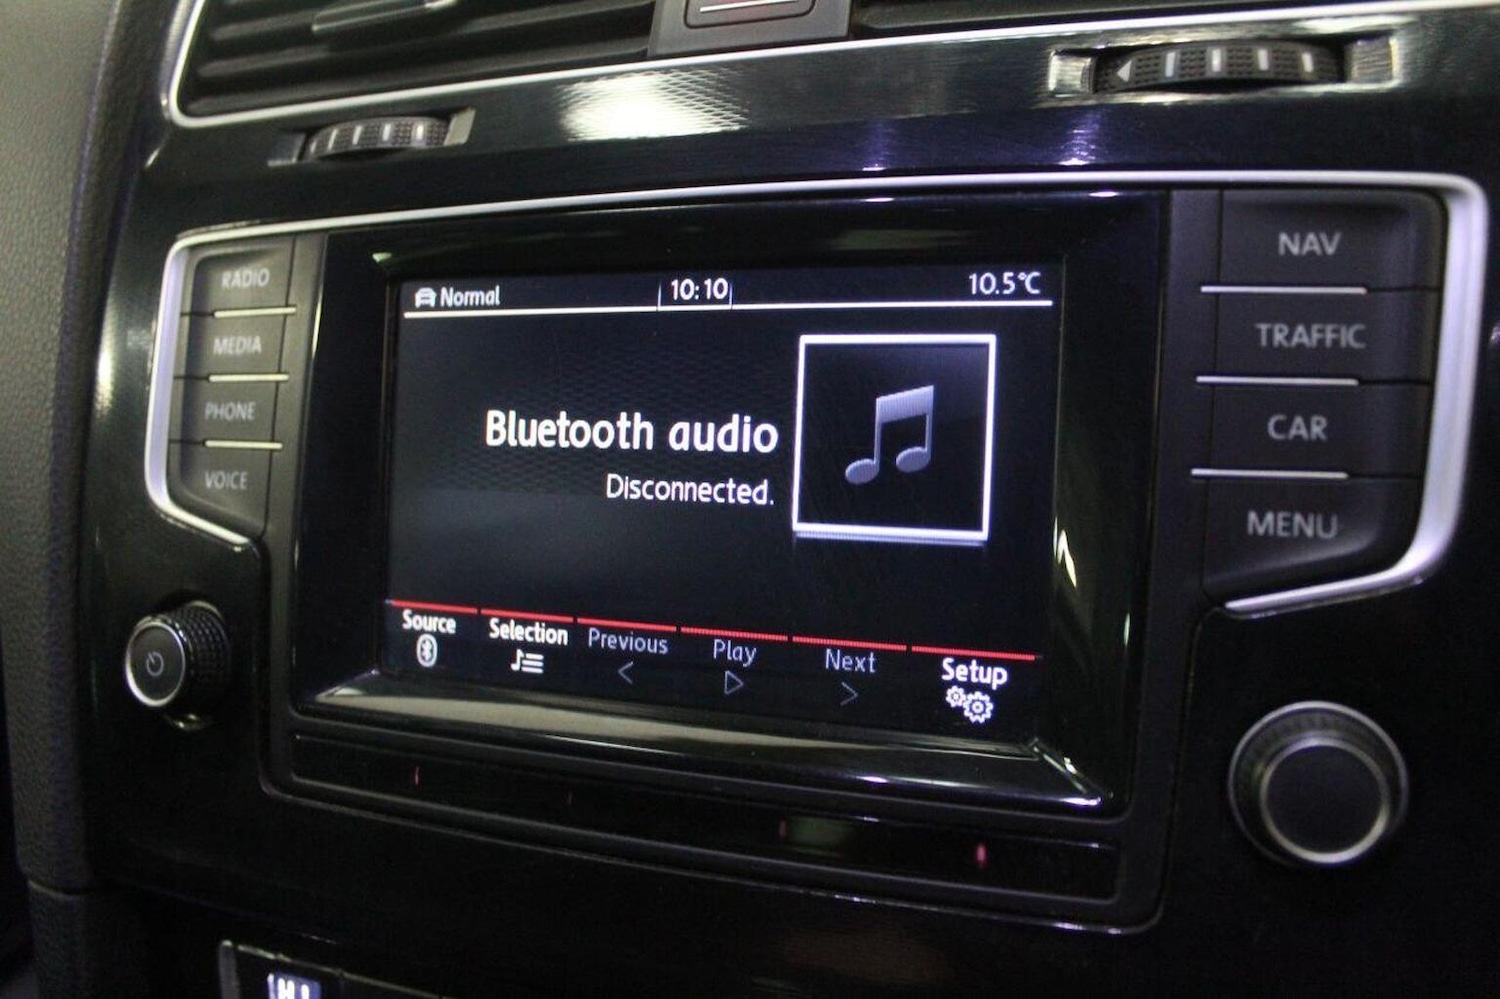 RADIO
MEDIA
PHONE
VOICE
Normal
10:10
10.5°C
Bluetooth audio
Disconnected.
Source
Selection
Previous
Play
Next
Setup
NAV
TRAFFIC
CAR
MENU